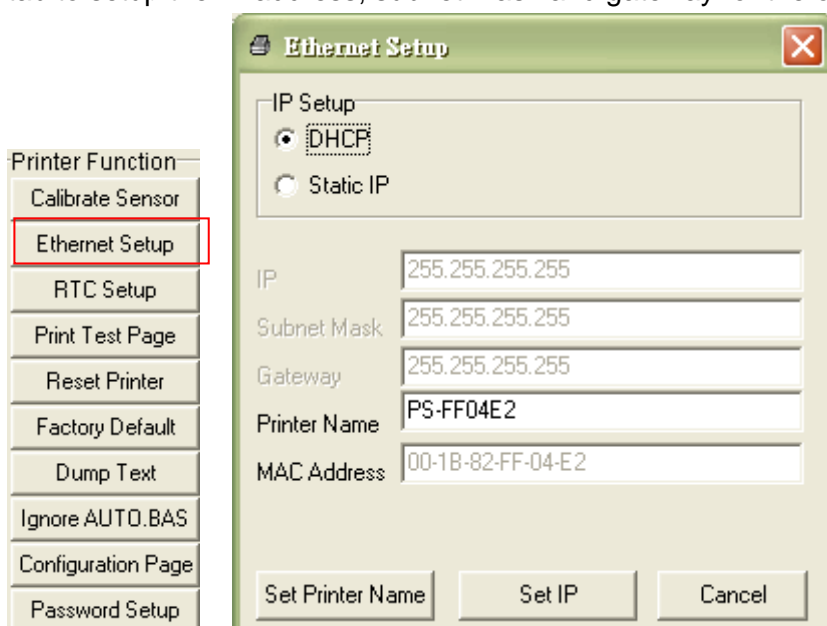 Ethernet Setup
IP Setup
DHCP
Static IP
IP 255.255.255.255
Subnet Mask 255.255.255.255
Gateway 255.255.255.255
Printer Name PS-FF04E2
MAC Address 00-1B-82-FF-04-E2
Set Printer Name Set IP Cancel
Printer Function
Calibrate Sensor
Ethernet Setup
RTC Setup
Print Test Page
Reset Printer
Factory Default
Dump Text
Ignore AUTO.BAS
Configuration Page
Password Setup